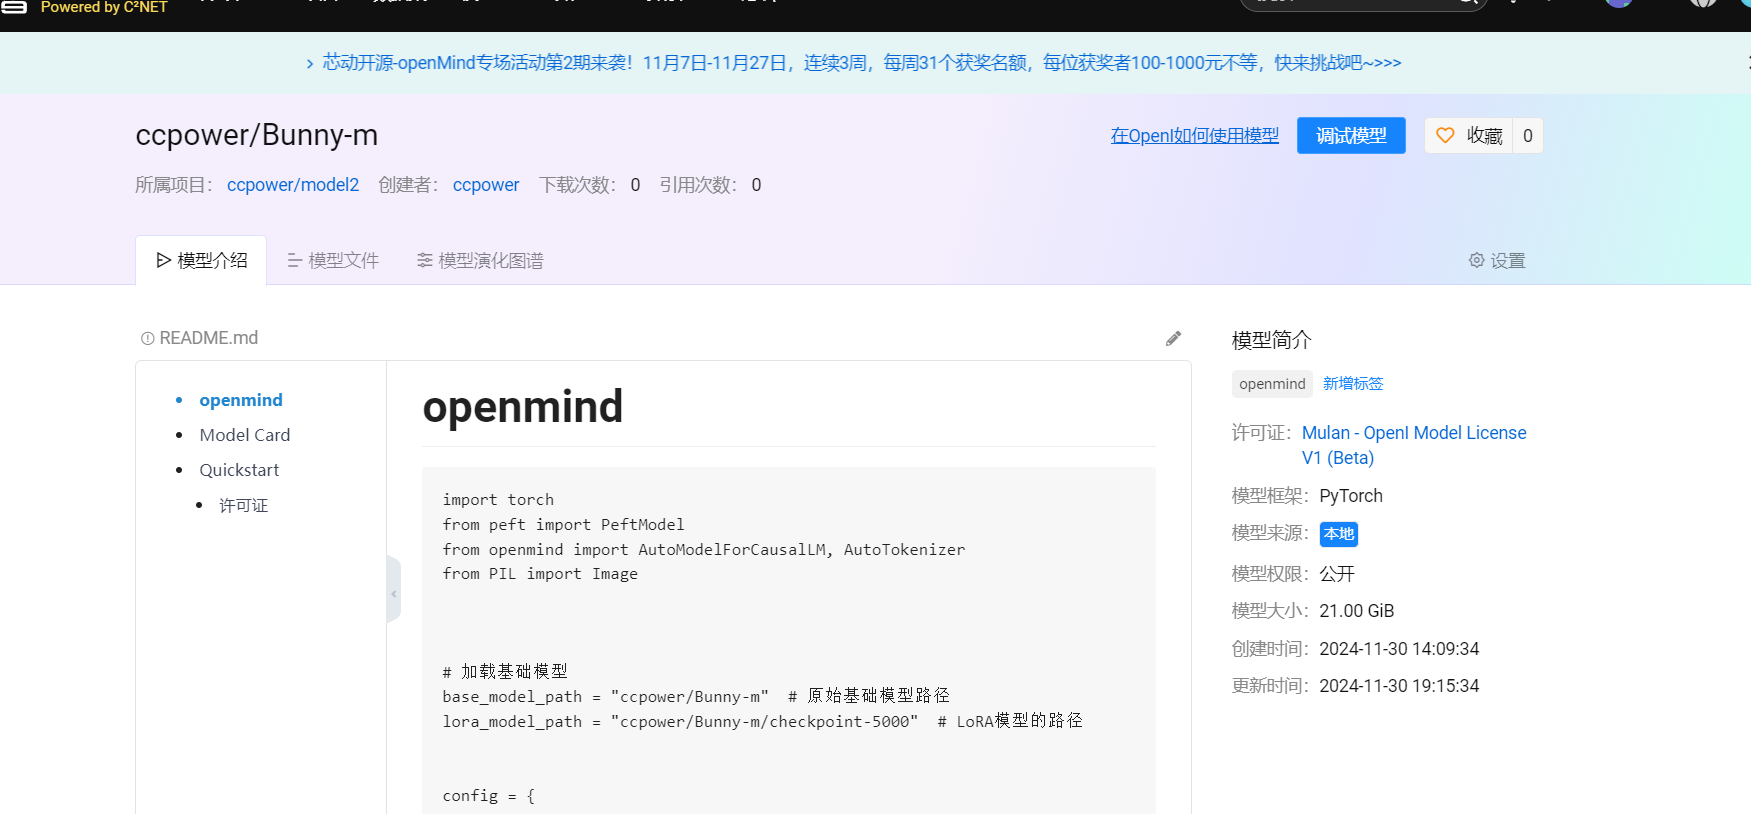 Powered by C²NET
› 芯动开源-openMind专场活动第2期来袭！11月7日-11月27日，连续3周，每周31个获奖名额，每位获奖者100-1000元不等，快来挑战吧~>>>
ccpower/Bunny-m
在OpenI如何使用模型
调试模型
收藏
0
所属项目： ccpower/model2 创建者： ccpower 下载次数： 0 引用次数： 0
模型介绍
模型文件
模型演化图谱
设置
README.md
openmind
Model Card
Quickstart
许可证
openmind
import torch
from peft import PeftModel
from openmind import AutoModelForCausalLM, AutoTokenizer
from PIL import Image
# 加载基础模型
base_model_path = "ccpower/Bunny-m"  # 原始基础模型路径
lora_model_path = "ccpower/Bunny-m/checkpoint-5000"  # LoRA模型的路径
config = {
模型简介
openmind 新增标签
许可证： Mulan - OpenI Model License
V1 (Beta)
模型框架： PyTorch
模型来源： 本地
模型权限： 公开
模型大小： 21.00 GiB
创建时间： 2024-11-30 14:09:34
更新时间： 2024-11-30 19:15:34